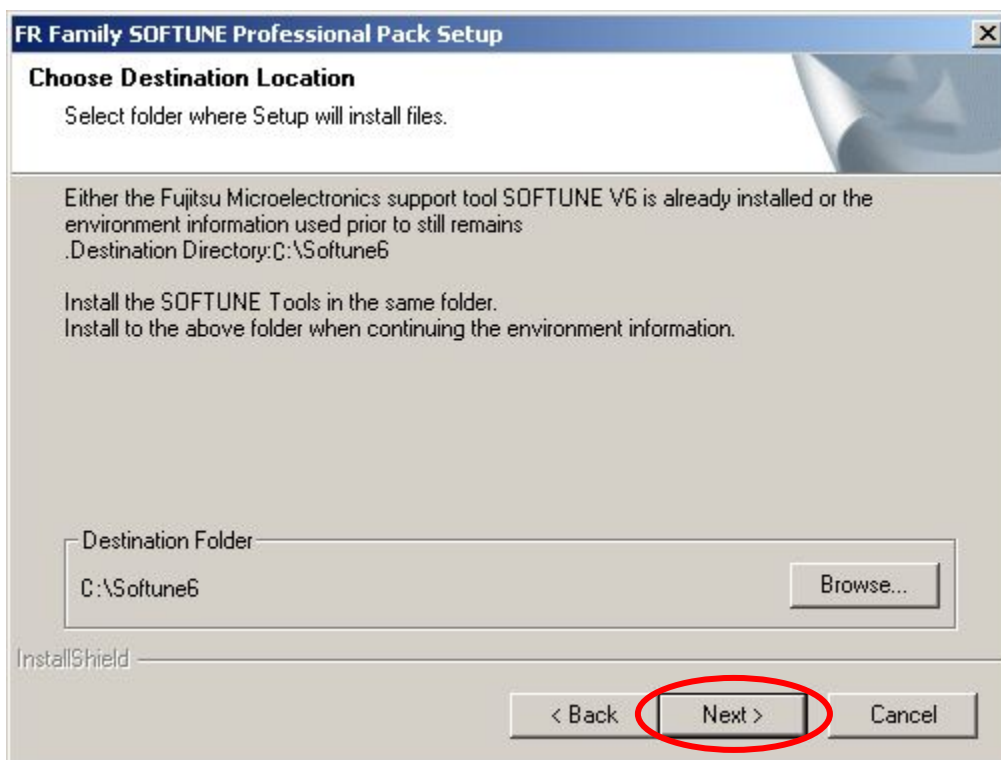 FR Family SOFTUNE Professional Pack Setup
Choose Destination Location
Select folder where Setup will install files.
Either the Fujitsu Microelectronics support tool SOFTUNE V6 is already installed or the
environment information used prior to still remains
.Destination Directory:C:\Softune6
Install the SOFTUNE Tools in the same folder.
Install to the above folder when continuing the environment information.
Destination Folder
C:\Softune6
Browse...
InstallShield
< Back
Next >
Cancel